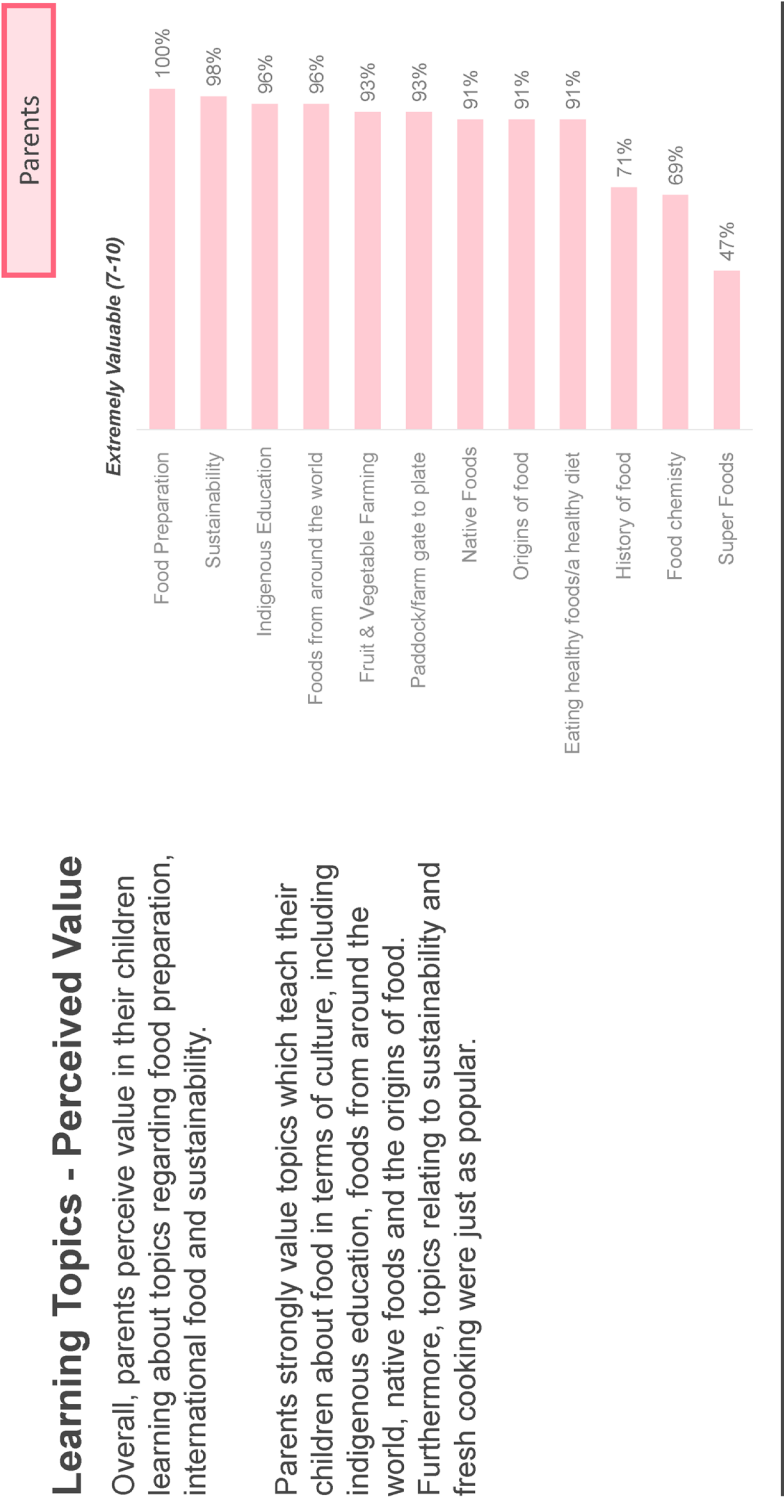 Parents
Learning Topics - Perceived Value
Overall, parents perceive value in their children
learning about topics regarding food preparation,
international food and sustainability.
Parents strongly value topics which teach their
children about food in terms of culture, including
indigenous education, foods from around the
world, native foods and the origins of food.
Furthermore, topics relating to sustainability and
fresh cooking were just as popular.
Extremely Valuable (7-10)
Food Preparation 100%
Sustainability 98%
Indigenous Education 96%
Foods from around the world 96%
Fruit & Vegetable Farming 93%
Paddock/farm gate to plate 93%
Native Foods 91%
Origins of food 91%
Eating healthy foods/a healthy diet 91%
History of food 71%
Food chemisty 69%
Super Foods 47%